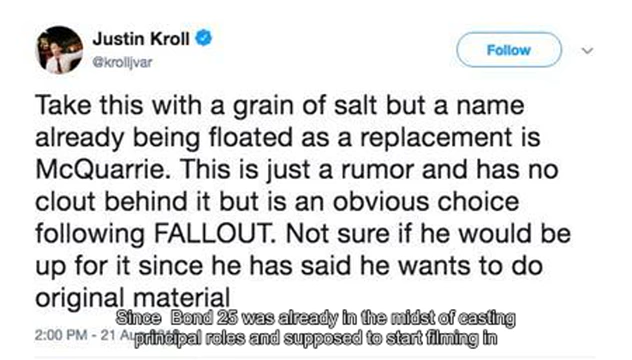 Justin Kroll
@krolljvar
Follow
Take this with a grain of salt but a name
already being floated as a replacement is
McQuarrie. This is just a rumor and has no
clout behind it but is an obvious choice
following FALLOUT. Not sure if he would be
up for it since he has said he wants to do
original material
Since Bond 25 was already in the midst of casting
2:00 PM - 21 Au
principal roles and supposed to start filming in